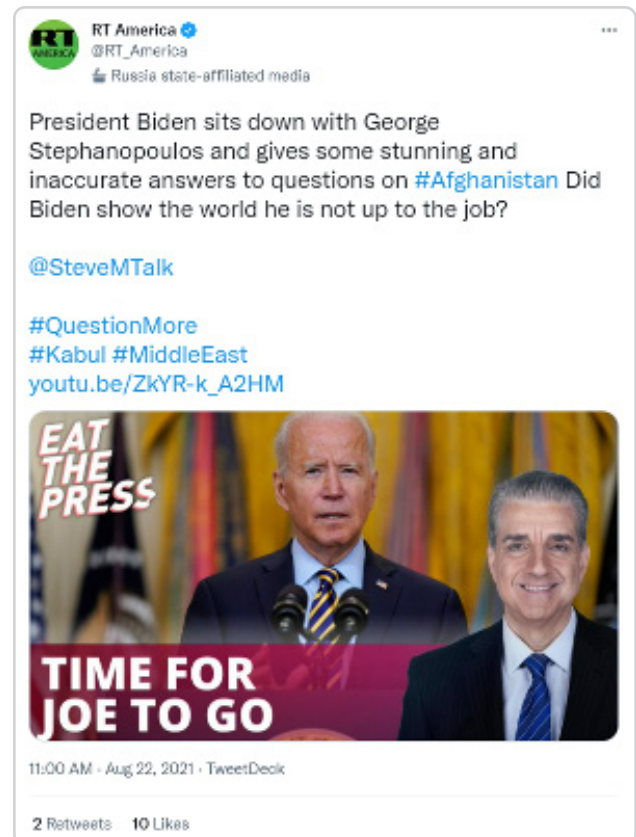 RT
AMERICA
RT America
@RT_America
Russia state-affiliated media
President Biden sits down with George
Stephanopoulos and gives some stunning and
inaccurate answers to questions on #Afghanistan Did
Biden show the world he is not up to the job?
@SteveMTalk
#QuestionMore
#Kabul #MiddleEast
youtu.be/ZkYR-k_A2HM
EAT
THE
PRESS
TIME FOR
JOE TO GO
11:00 AM · Aug 22, 2021 · TweetDeck
2 Retweets 10 Likes